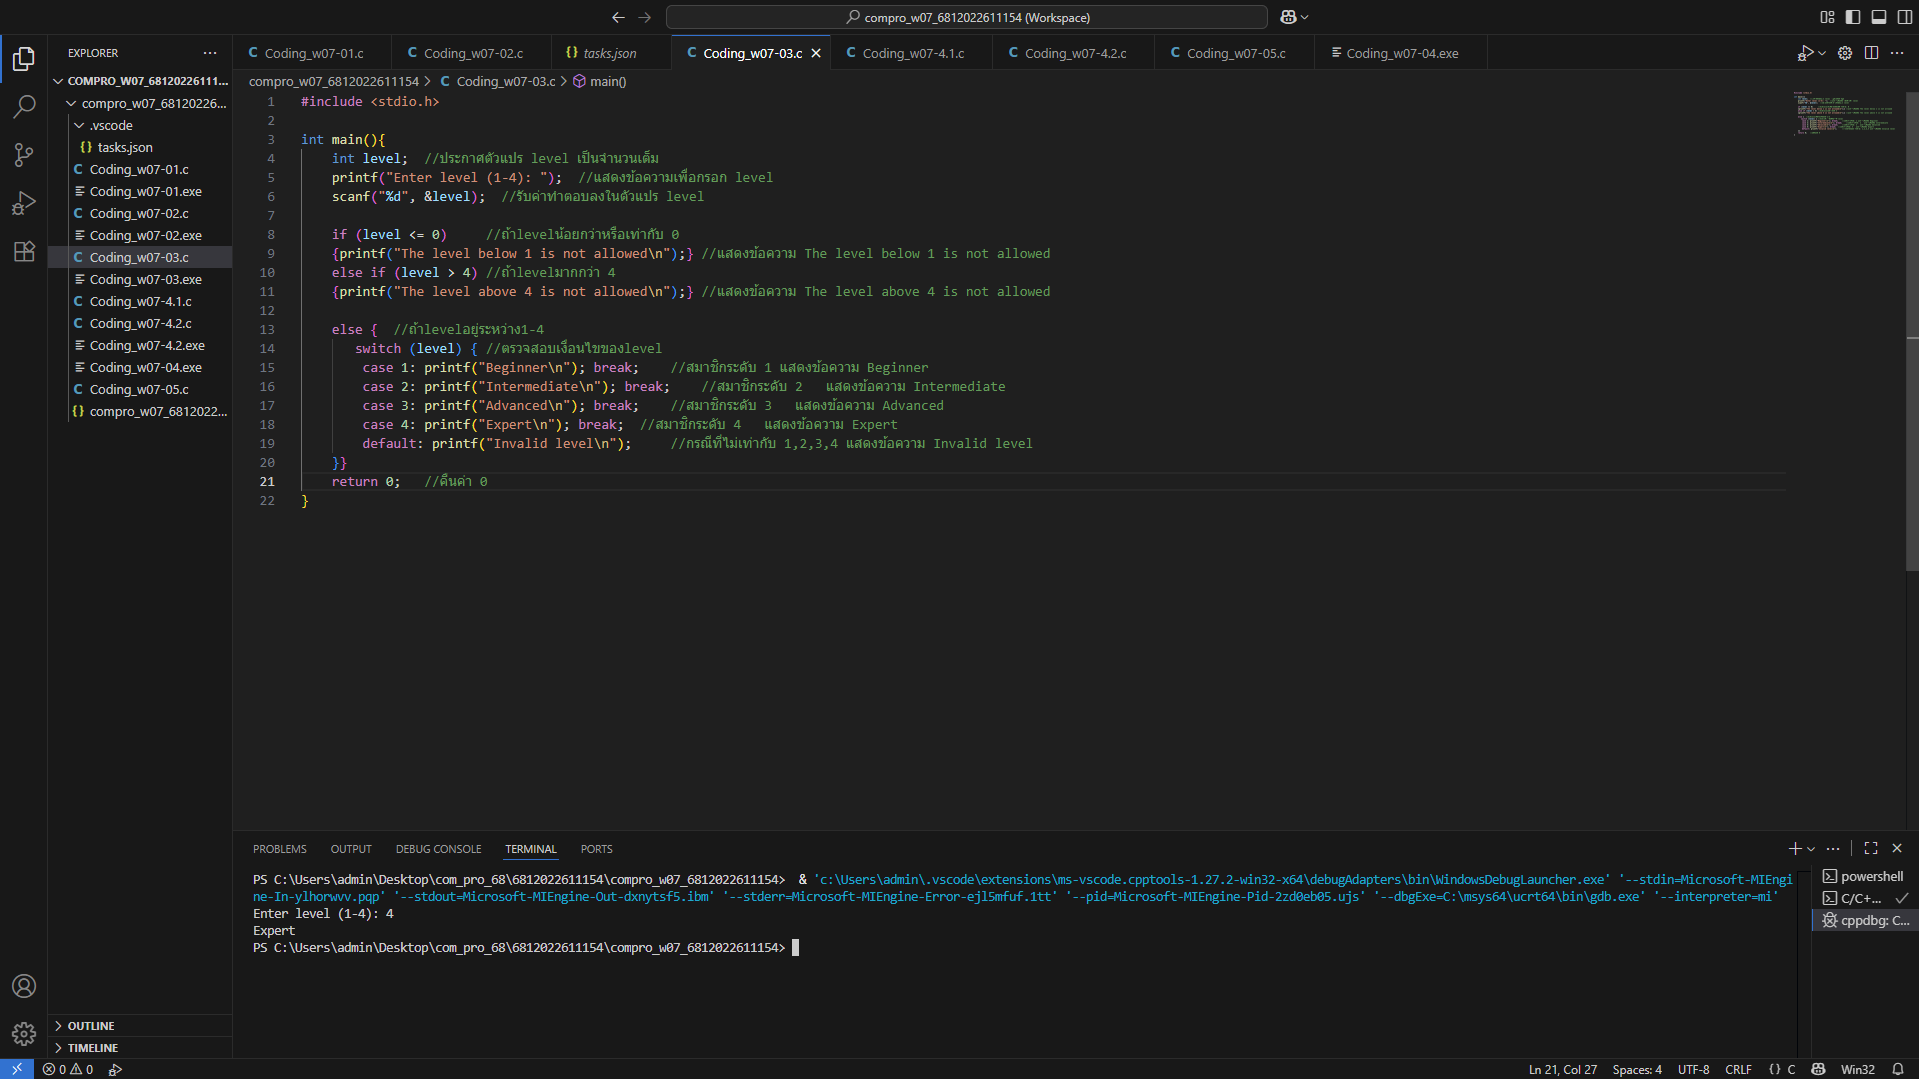 compro_w07_6812022611154 (Workspace)
EXPLORER
COMPRO_W07_68120226111...
compro_w07_68120226...
.vscode
{} tasks.json
C Coding_w07-01.c
Coding_w07-01.exe
C Coding_w07-02.c
Coding_w07-02.exe
C Coding_w07-03.c
Coding_w07-03.exe
C Coding_w07-4.1.c
C Coding_w07-4.2.c
Coding_w07-4.2.exe
Coding_w07-04.exe
C Coding_w07-05.c
{} compro_w07_6812022...
OUTLINE
TIMELINE
C Coding_w07-01.c C Coding_w07-02.c {} tasks.json C Coding_w07-03.c C Coding_w07-4.1.c C Coding_w07-4.2.c C Coding_w07-05.c Coding_w07-04.exe
compro_w07_6812022611154 > C Coding_w07-03.c > main()
1 #include <stdio.h>
2
3 int main(){
4 int level; //ประกาศตัวแปร level เป็นจำนวนเต็ม
5 printf("Enter level (1-4): "); //แสดงข้อความเพื่อกรอก level
6 scanf("%d", &level); //รับค่าทำตอบลงในตัวแปร level
7
8 if (level <= 0) //ถ้าlevelน้อยกว่าหรือเท่ากับ 0
9 {printf("The level below 1 is not allowed\n");} //แสดงข้อความ The level below 1 is not allowed
10 else if (level > 4) //ถ้าlevelมากกว่า 4
11 {printf("The level above 4 is not allowed\n");} //แสดงข้อความ The level above 4 is not allowed
12
13 else { //ถ้าlevelอยู่ระหว่าง1-4
14 switch (level) { //ตรวจสอบเงื่อนไขของlevel
15 case 1: printf("Beginner\n"); break; //สมาชิกระดับ 1 แสดงข้อความ Beginner
16 case 2: printf("Intermediate\n"); break; //สมาชิกระดับ 2 แสดงข้อความ Intermediate
17 case 3: printf("Advanced\n"); break; //สมาชิกระดับ 3 แสดงข้อความ Advanced
18 case 4: printf("Expert\n"); break; //สมาชิกระดับ 4 แสดงข้อความ Expert
19 default: printf("Invalid level\n"); //กรณีที่ไม่เท่ากับ 1,2,3,4 แสดงข้อความ Invalid level
20 }}
21 return 0; //คืนค่า 0
22 }
PROBLEMS OUTPUT DEBUG CONSOLE TERMINAL PORTS
PS C:\Users\admin\Desktop\com_pro_68\6812022611154\compro_w07_6812022611154> & 'c:\Users\admin\.vscode\extensions\ms-vscode.cpptools-1.27.2-win32-x64\debugAdapters\bin\WindowsDebugLauncher.exe' '--stdin=Microsoft-MIEngi
ne-In-ylhorwvv.pqp' '--stdout=Microsoft-MIEngine-Out-dxnytsf5.ibm' '--stderr=Microsoft-MIEngine-Error-ejl5mfuf.1tt' '--pid=Microsoft-MIEngine-Pid-2zd0eb05.ujs' '--dbgExe=C:\msys64\ucrt64\bin\gdb.exe' '--interpreter=mi'
Enter level (1-4): 4
Expert
PS C:\Users\admin\Desktop\com_pro_68\6812022611154\compro_w07_6812022611154>
powershell
C/C+...
cppdbg: C...
0 0
Ln 21, Col 27 Spaces: 4 UTF-8 CRLF {} C Win32